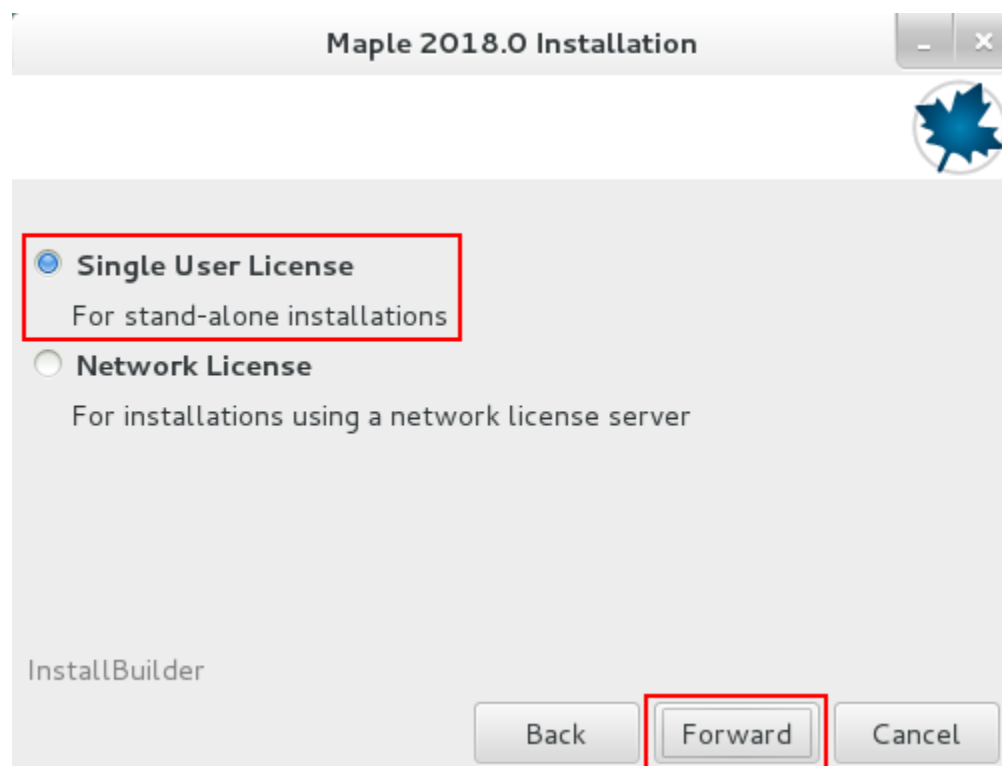 Maple 2018.0 Installation
Single User License
For stand-alone installations
Network License
For installations using a network license server
InstallBuilder
Back Forward Cancel